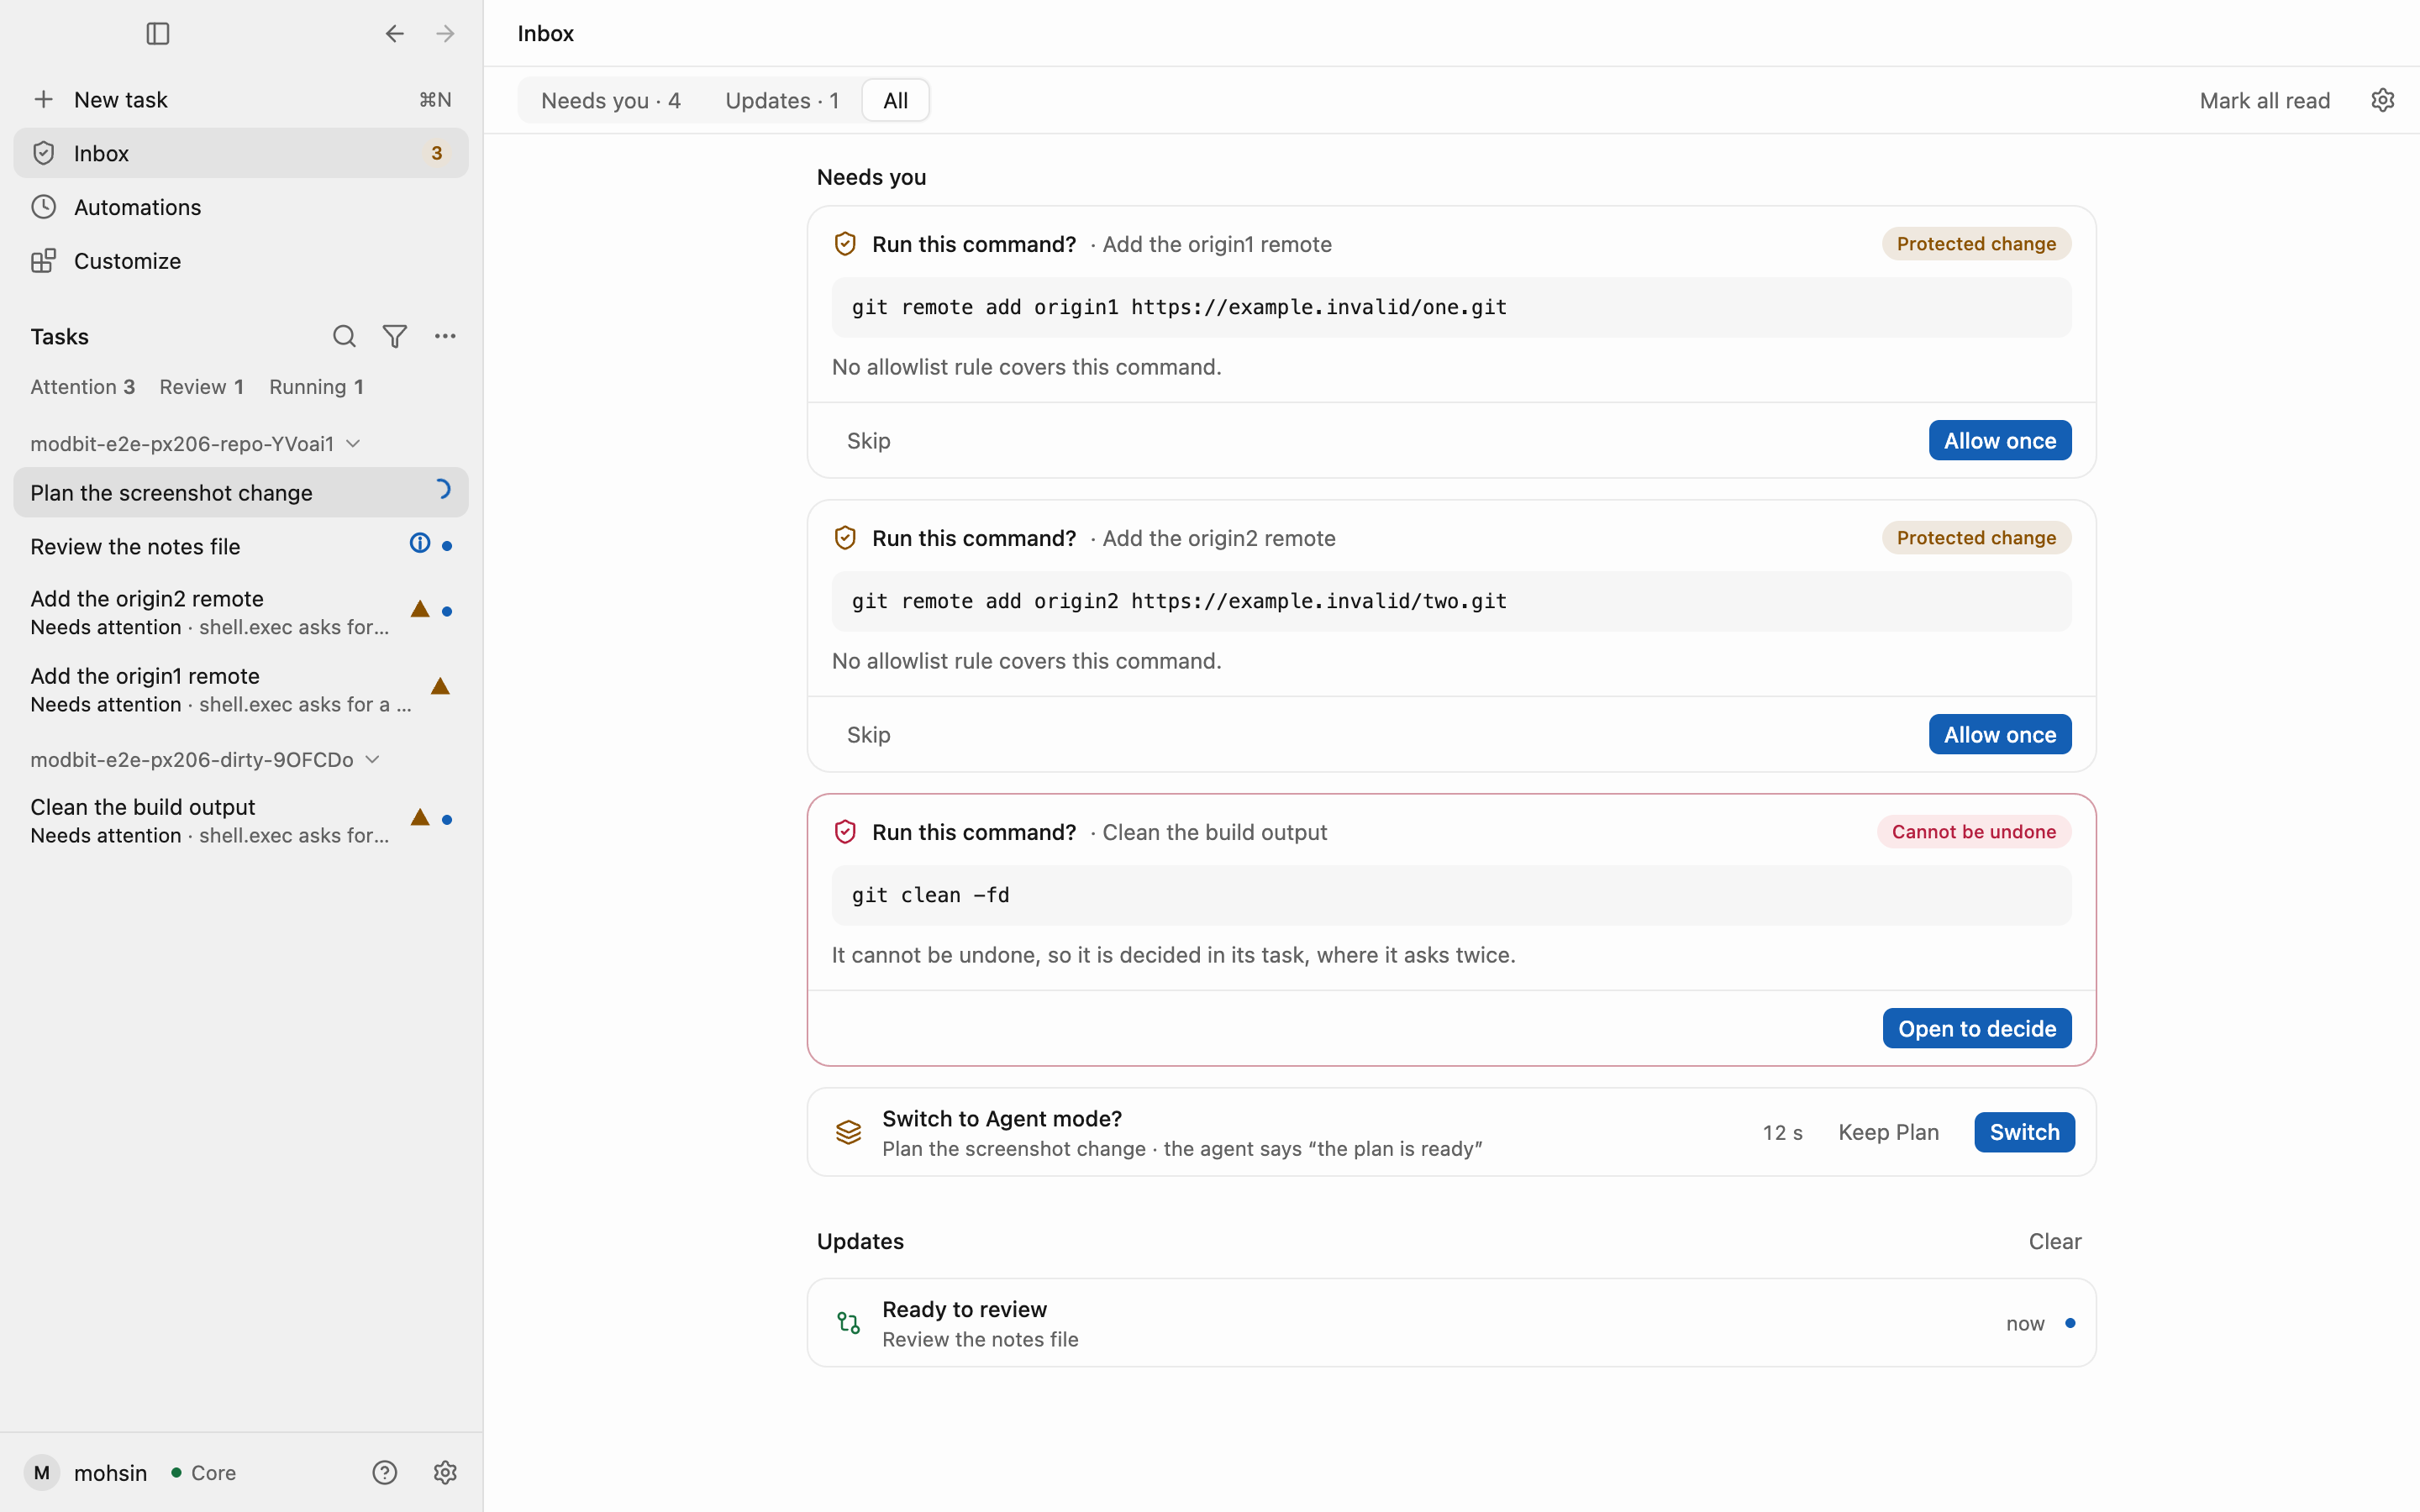 New task ⌘N
Inbox 3
Automations
Customize
Tasks
Attention 3 Review 1 Running 1
modbit-e2e-px206-repo-YVoai1
Plan the screenshot change
Review the notes file
Add the origin2 remote
Needs attention · shell.exec asks for...
Add the origin1 remote
Needs attention · shell.exec asks for a ...
modbit-e2e-px206-dirty-9OFCDo
Clean the build output
Needs attention · shell.exec asks for...
M mohsin Core
Inbox
Needs you · 4 Updates · 1 All Mark all read
Needs you
Run this command? · Add the origin1 remote Protected change
git remote add origin1 https://example.invalid/one.git
No allowlist rule covers this command.
Skip Allow once
Run this command? · Add the origin2 remote Protected change
git remote add origin2 https://example.invalid/two.git
No allowlist rule covers this command.
Skip Allow once
Run this command? · Clean the build output Cannot be undone
git clean -fd
It cannot be undone, so it is decided in its task, where it asks twice.
Open to decide
Switch to Agent mode?
Plan the screenshot change · the agent says “the plan is ready”
12 s Keep Plan Switch
Updates Clear
Ready to review
Review the notes file
now